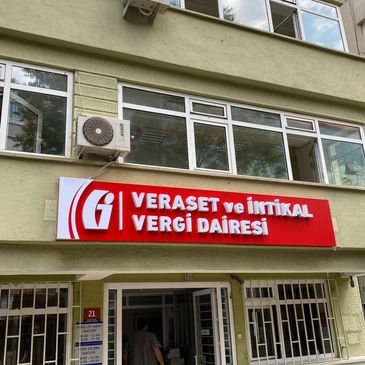 VERASET ve İNTİKAL
VERGİ DAİRESİ
21